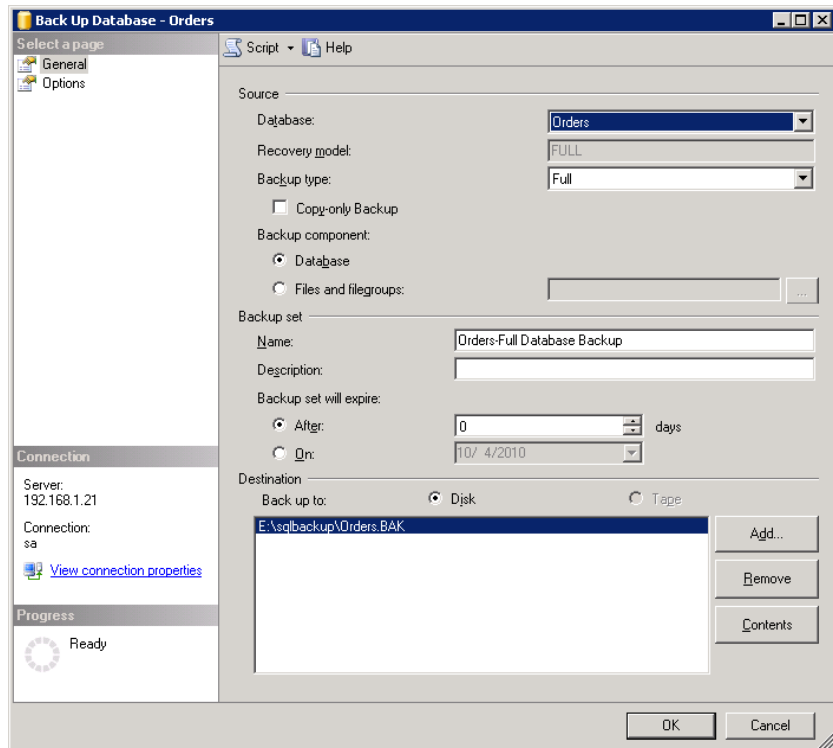 Back Up Database - Orders
Select a page
General
Options
Script Help
Source
Database: Orders
Recovery model: FULL
Backup type: Full
Copy-only Backup
Backup component:
Database
Files and filegroups: ...
Backup set
Name: Orders-Full Database Backup
Description:
Backup set will expire:
After: 0 days
On: 10/ 4/2010
Destination
Back up to: Disk Tape
E:\sqlbackup\Orders.BAK
Add...
Remove
Contents
Connection
Server:
192.168.1.21
Connection:
sa
View connection properties
Progress
Ready
OK Cancel